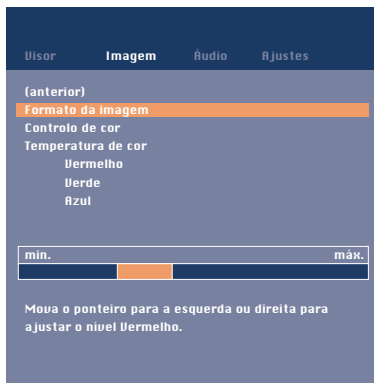 Visor Imagem Áudio Ajustes
(anterior)
Formato da imagem
Controlo de cor
Temperatura de cor
Vermelho
Verde
Azul
min. máx.
Mova o ponteiro para a esquerda ou direita para
ajustar o nivel Vermelho.